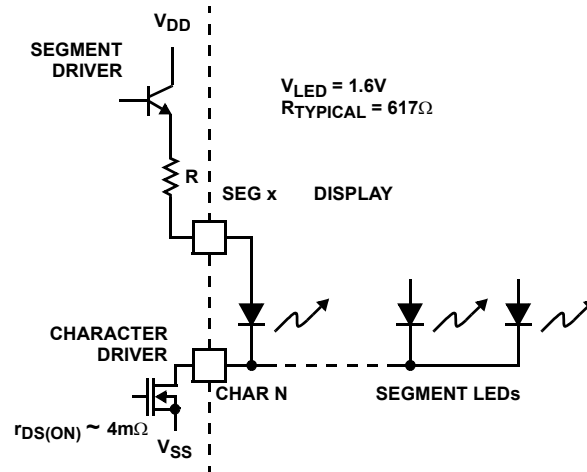 VDD
SEGMENT
DRIVER
VLED = 1.6V
RTYPICAL = 617Ω
R
SEG x
DISPLAY
CHARACTER
DRIVER
CHAR N
SEGMENT LEDs
rDS(ON) ~ 4mΩ
VSS